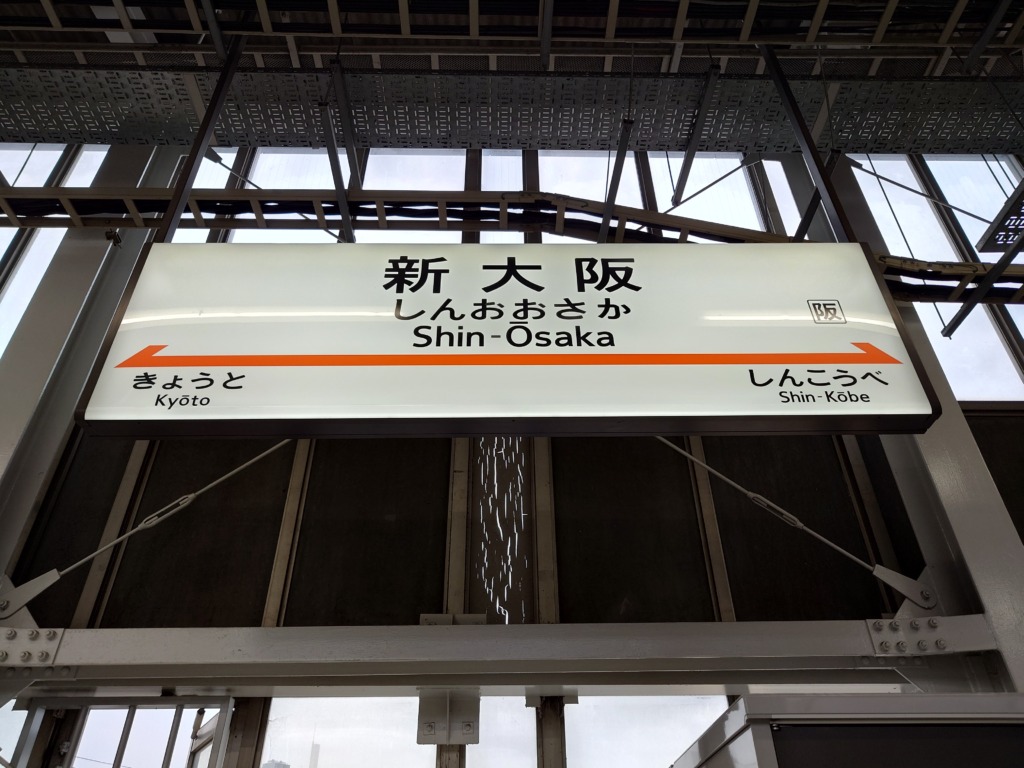 新大阪
しんおおさか
阪
Shin-Ōsaka
きょうと
Kyōto
しんこうべ
Shin-Kōbe